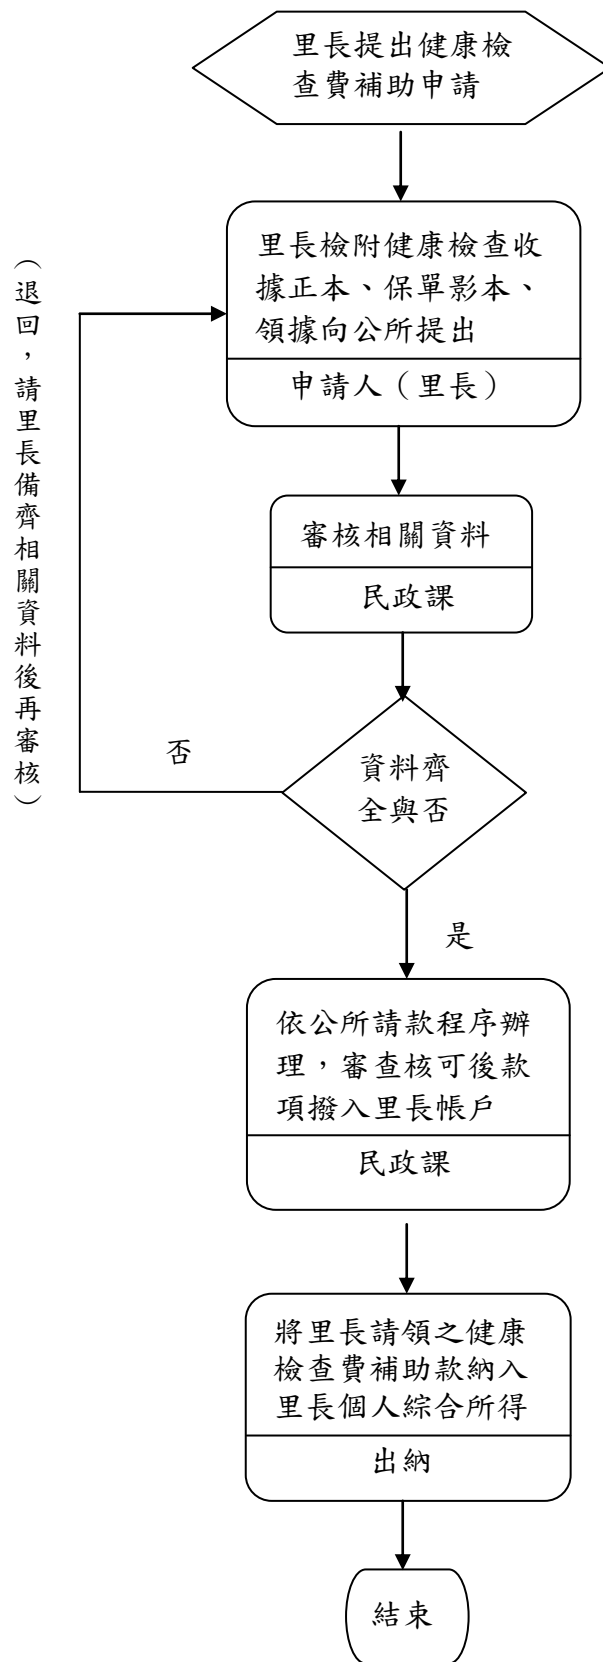 里長提出健康檢
查費補助申請
里長檢附健康檢查收
據正本、保單影本、
領據向公所提出
申請人（里長）
（退回，請里長備齊相關資料後再審核）
審核相關資料
民政課
資料齊
全與否
否
是
依公所請款程序辦
理，審查核可後款
項撥入里長帳戶
民政課
將里長請領之健康
檢查費補助款納入
里長個人綜合所得
出納
結束